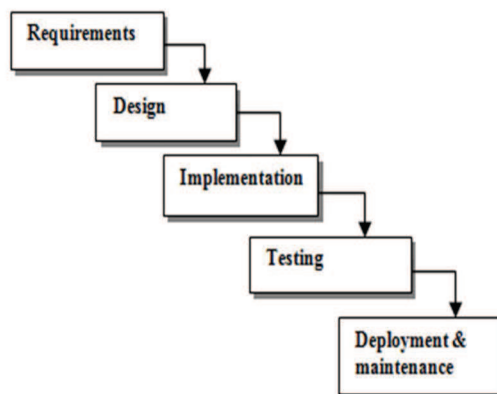 Requirements
Design
Implementation
Testing
Deployment &
maintenance